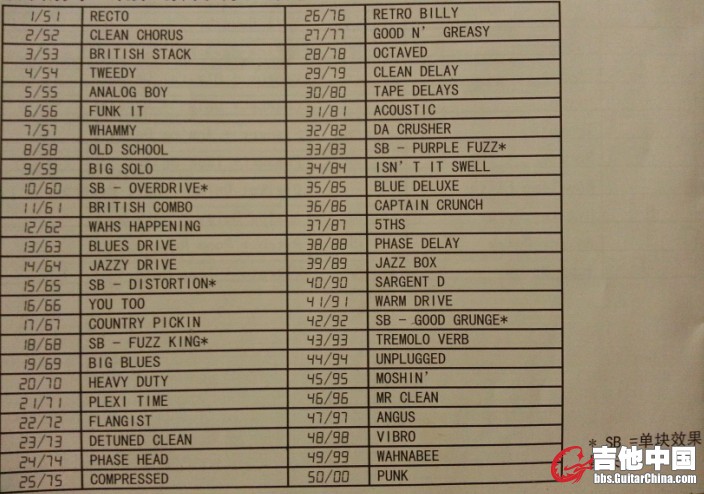 1/51 RECTO
2/52 CLEAN CHORUS
3/53 BRITISH STACK
4/54 TWEEDY
5/55 ANALOG BOY
6/56 FUNK IT
7/57 WHAMMY
8/58 OLD SCHOOL
9/59 BIG SOLO
10/60 SB - OVERDRIVE*
11/61 BRITISH COMBO
12/62 WAHS HAPPENING
13/63 BLUES DRIVE
14/64 JAZZY DRIVE
15/65 SB - DISTORTION*
16/66 YOU TOO
17/67 COUNTRY PICKIN
18/68 SB - FUZZ KING*
19/69 BIG BLUES
20/70 HEAVY DUTY
21/71 PLEXI TIME
22/72 FLANGIST
23/73 DETUNED CLEAN
24/74 PHASE HEAD
25/75 COMPRESSED
26/76 RETRO BILLY
27/77 GOOD N' GREASY
28/78 OCTAVED
29/79 CLEAN DELAY
30/80 TAPE DELAYS
31/81 ACOUSTIC
32/82 DA CRUSHER
33/83 SB - PURPLE FUZZ*
34/84 ISN'T IT SWELL
35/85 BLUE DELUXE
36/86 CAPTAIN CRUNCH
37/87 5THS
38/88 PHASE DELAY
39/89 JAZZ BOX
40/90 SARGENT D
41/91 WARM DRIVE
42/92 SB - GOOD GRUNGE*
43/93 TREMOLO VERB
44/94 UNPLUGGED
45/95 MOSHIN'
46/96 MR CLEAN
47/97 ANGUS
48/98 VIBRO
49/99 WAHNABEE
50/00 PUNK
* SB =单块效果
吉他中国
bbs.GuitarChina.com